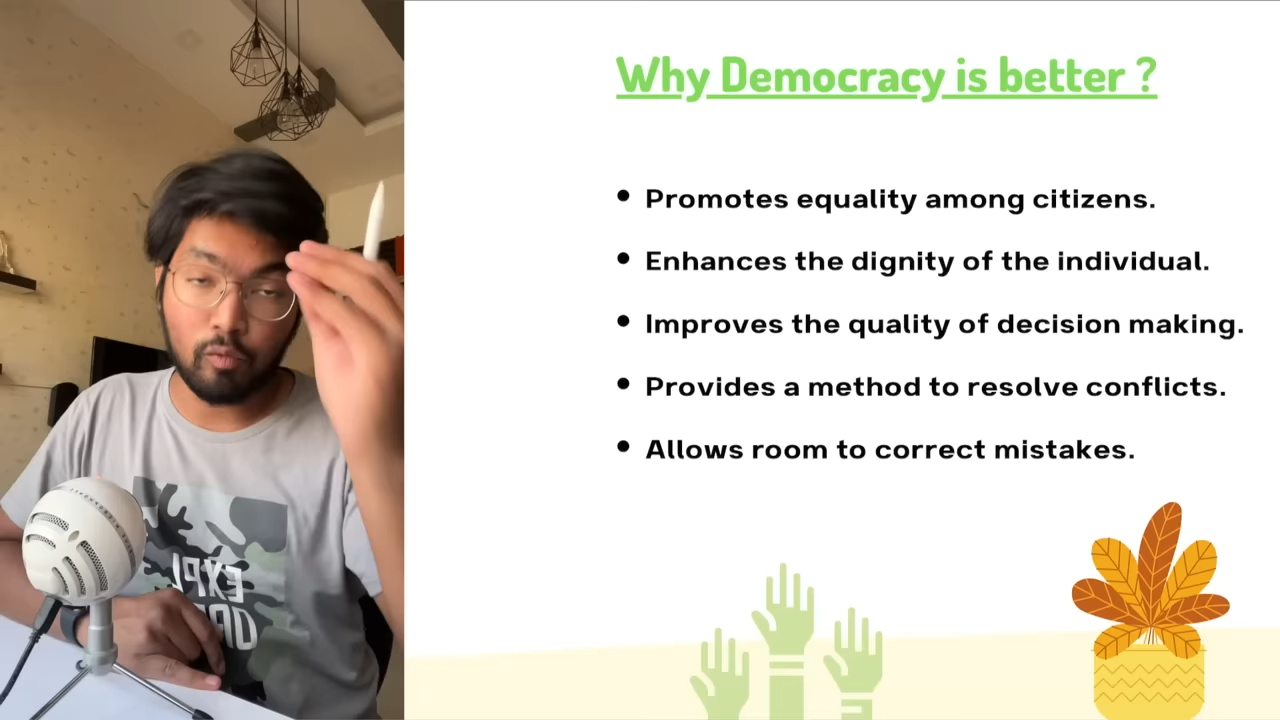 Why Democracy is better ?
• Promotes equality among citizens.
• Enhances the dignity of the individual.
• Improves the quality of decision making.
• Provides a method to resolve conflicts.
• Allows room to correct mistakes.
EXPL